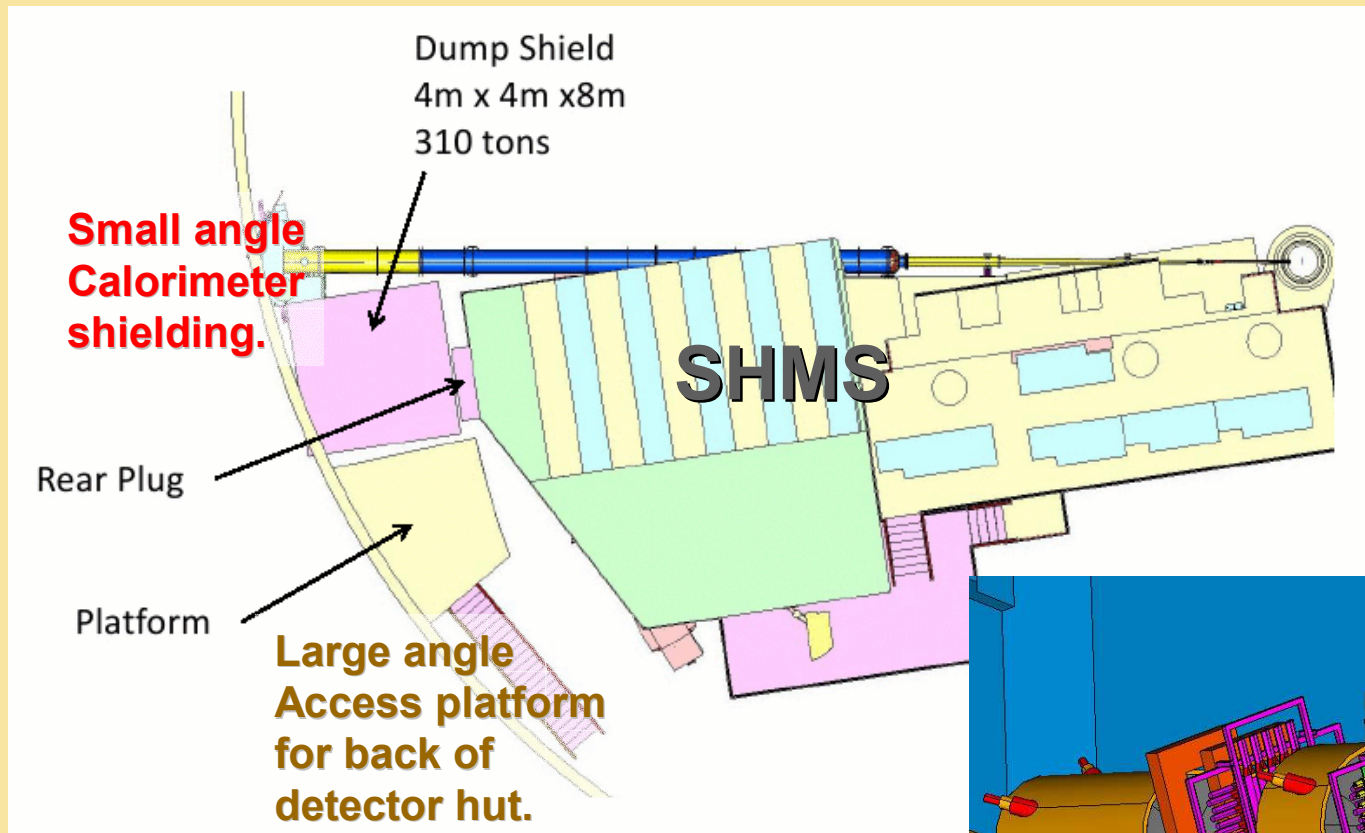 Dump Shield
4m x 4m x8m
310 tons
Small angle
Calorimeter
shielding.
SHMS
Rear Plug
Platform
Large angle
Access platform
for back of
detector hut.